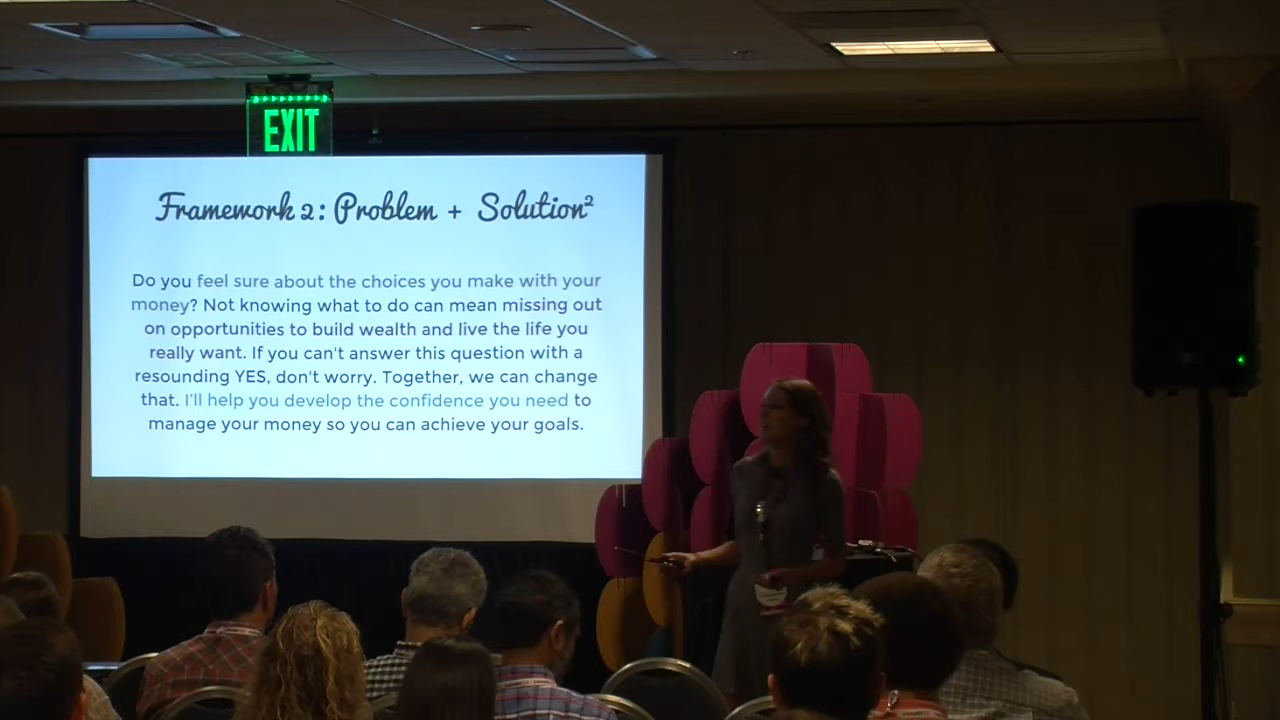 EXIT
Framework 2: Problem + Solution²
Do you feel sure about the choices you make with your
money? Not knowing what to do can mean missing out
on opportunities to build wealth and live the life you
really want. If you can't answer this question with a
resounding YES, don't worry. Together, we can change
that. I'll help you develop the confidence you need to
manage your money so you can achieve your goals.